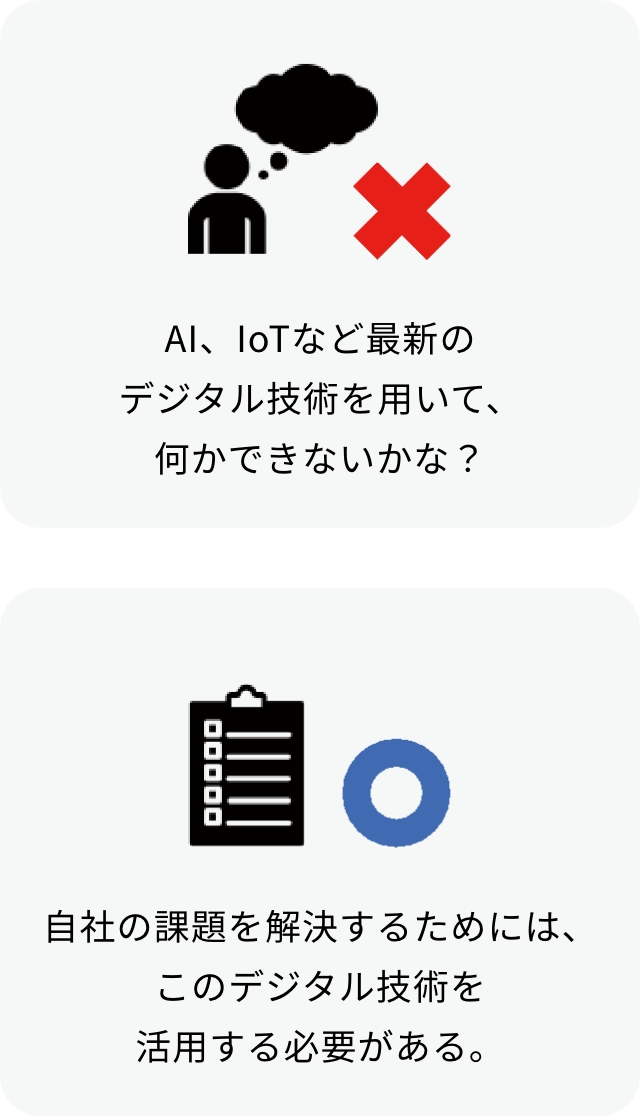 AI、IoTなど最新の
デジタル技術を用いて、
何かできないかな？
自社の課題を解決するためには、
このデジタル技術を
活用する必要がある。